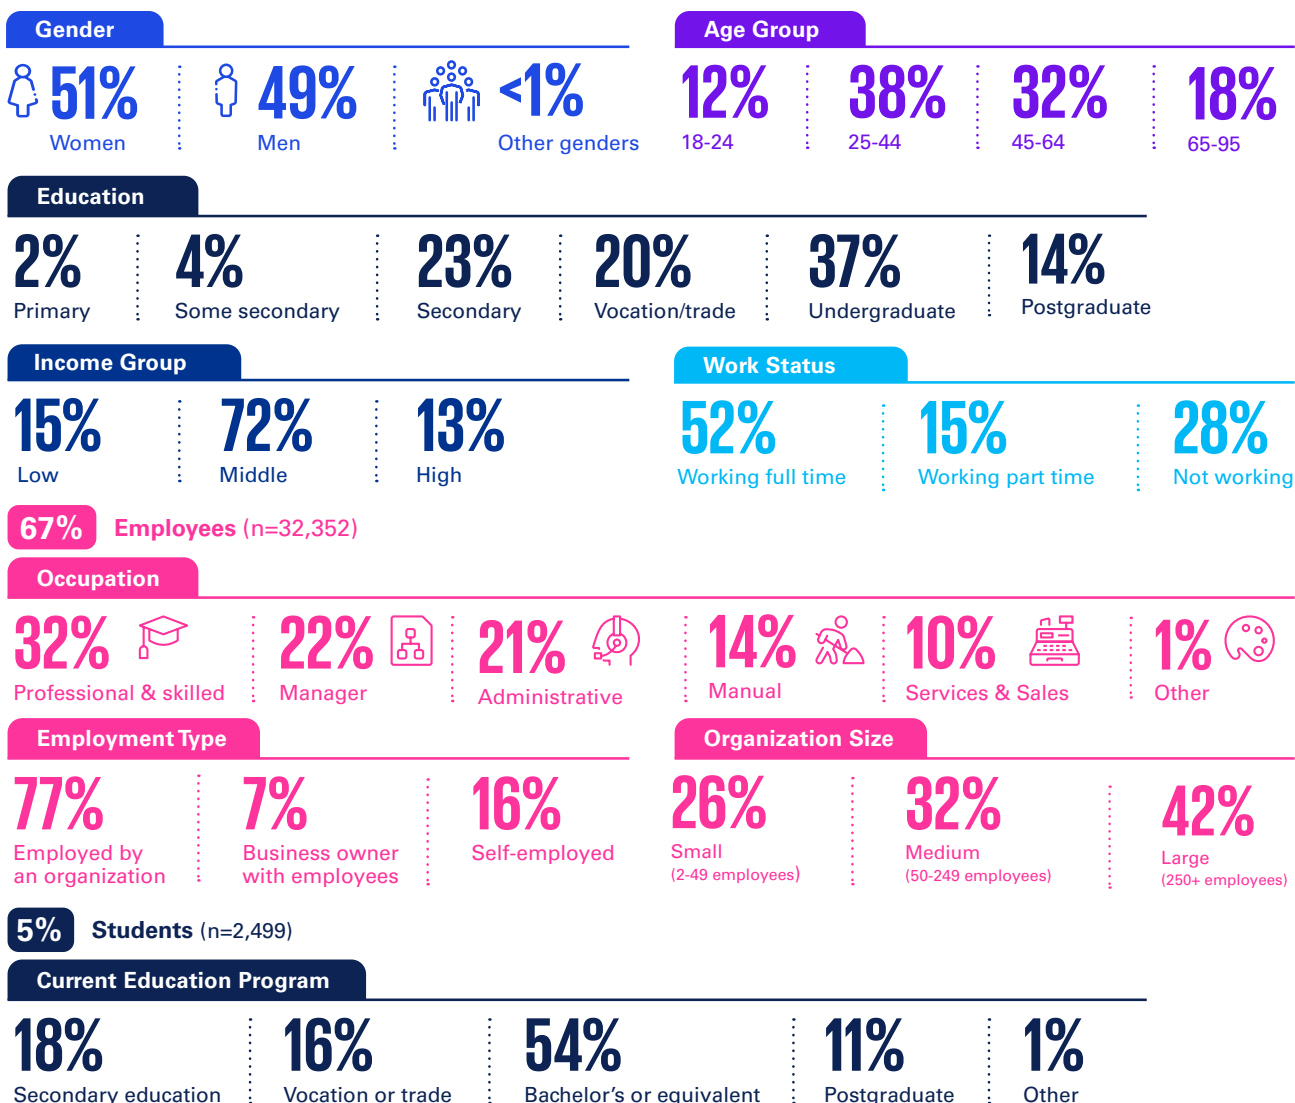 Gender
51%
Women
49%
Men
<1%
Other genders
Age Group
12%
18-24
38%
25-44
32%
45-64
18%
65-95
Education
2%
Primary
4%
Some secondary
23%
Secondary
20%
Vocation/trade
37%
Undergraduate
14%
Postgraduate
Income Group
15%
Low
72%
Middle
13%
High
Work Status
52%
Working full time
15%
Working part time
28%
Not working
67% Employees (n=32,352)
Occupation
32%
Professional & skilled
22%
Manager
21%
Administrative
14%
Manual
10%
Services & Sales
1%
Other
Employment Type
77%
Employed by
an organization
7%
Business owner
with employees
16%
Self-employed
Organization Size
26%
Small
(2-49 employees)
32%
Medium
(50-249 employees)
42%
Large
(250+ employees)
5% Students (n=2,499)
Current Education Program
18%
Secondary education
16%
Vocation or trade
54%
Bachelor's or equivalent
11%
Postgraduate
1%
Other